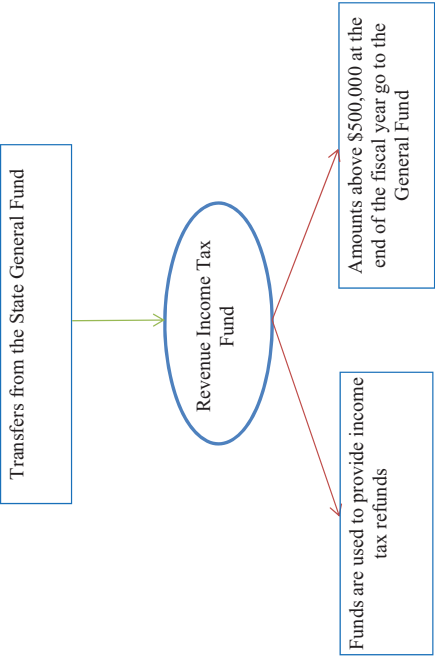 Transfers from the State General Fund
Revenue Income Tax
Fund
Funds are used to provide income
tax refunds
Amounts above $500,000 at the
end of the fiscal year go to the
General Fund